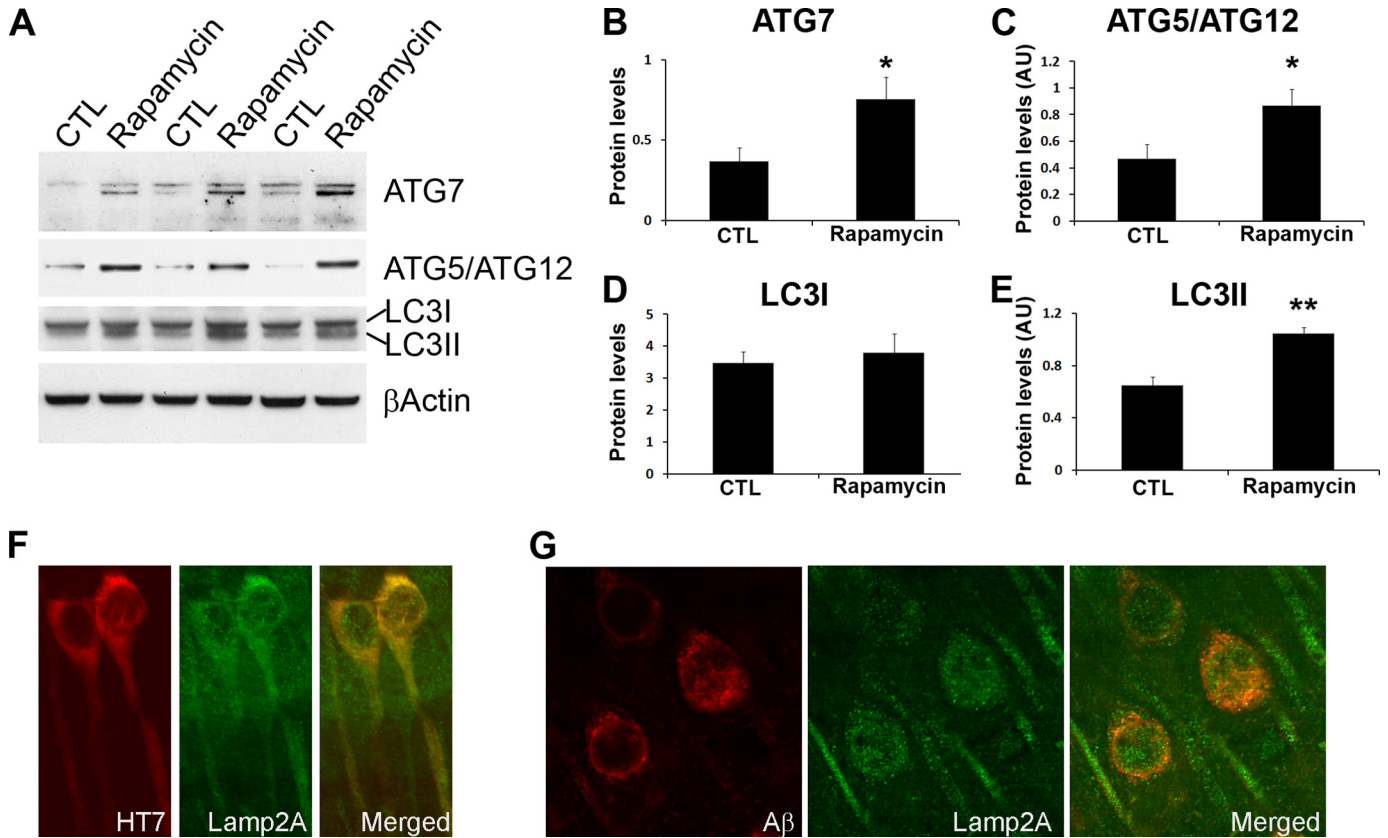 A
CTL
Rapamycin
CTL
Rapamycin
CTL
Rapamycin
ATG7
ATG5/ATG12
LC3I
LC3II
βActin
B
ATG7
Protein levels
1
0.5
0
*
CTL
Rapamycin
C
ATG5/ATG12
Protein levels (AU)
1.2
1
0.8
0.6
0.4
0.2
0
*
CTL
Rapamycin
D
LC3I
Protein levels
5
4
3
2
1
0
CTL
Rapamycin
E
LC3II
Protein levels (AU)
1.2
0.8
0.4
0
**
CTL
Rapamycin
F
HT7
Lamp2A
Merged
G
Aβ
Lamp2A
Merged